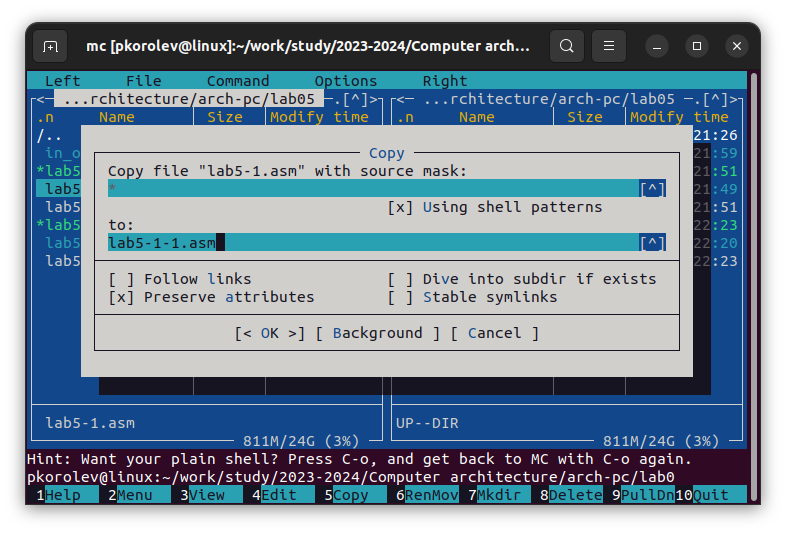 mc [pkorolev@linux]:~/work/study/2023-2024/Computer arch...
Left File Command Options Right
<─ ...rchitecture/arch-pc/lab05 ─.[^]> <─ ...rchitecture/arch-pc/lab05 ─.[^]>
.n Name Size Modify time .n Name Size Modify time
/.. 21:26
in_o 21:59
*lab5 21:51
lab5 21:49
lab5 21:51
*lab5 22:23
lab5 22:20
lab5 22:23
Copy
Copy file "lab5-1.asm" with source mask:
* [^]
[x] Using shell patterns
to:
lab5-1-1.asm [^]
[ ] Follow links [ ] Dive into subdir if exists
[x] Preserve attributes [ ] Stable symlinks
[< OK >] [ Background ] [ Cancel ]
lab5-1.asm UP--DIR
811M/24G (3%) 811M/24G (3%)
Hint: Want your plain shell? Press C-o, and get back to MC with C-o again.
pkorolev@linux:~/work/study/2023-2024/Computer architecture/arch-pc/lab0
1Help 2Menu 3View 4Edit 5Copy 6RenMov 7Mkdir 8Delete 9PullDn 10Quit